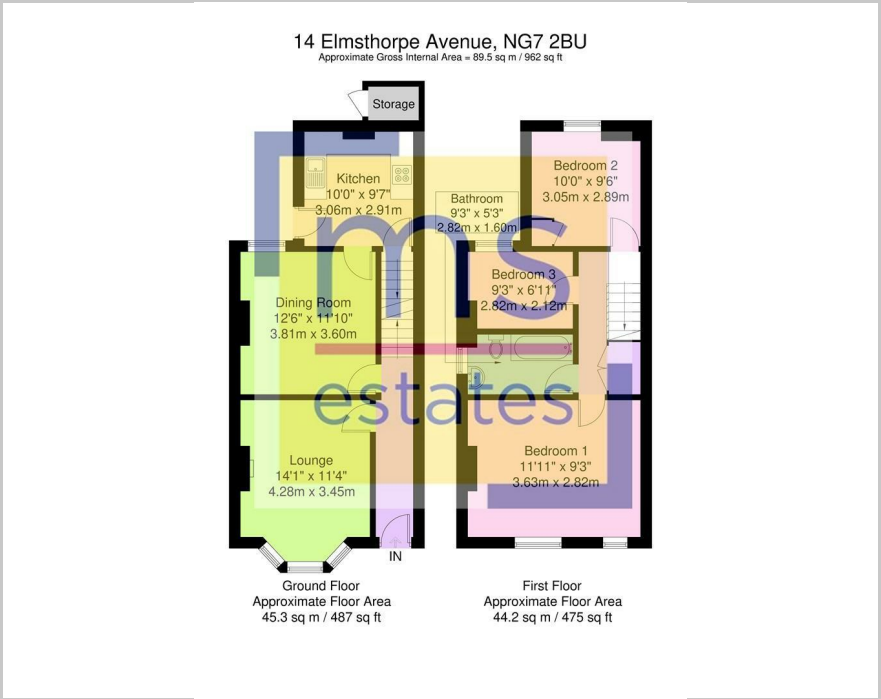 14 Elmsthorpe Avenue, NG7 2BU
Approximate Gross Internal Area = 89.5 sq m / 962 sq ft
Storage
Kitchen
10'0" x 9'7"
3.06m x 2.91m
Dining Room
12'6" x 11'10"
3.81m x 3.60m
Lounge
14'1" x 11'4"
4.28m x 3.45m
IN
Ground Floor
Approximate Floor Area
45.3 sq m / 487 sq ft
Bedroom 2
10'0" x 9'6"
3.05m x 2.89m
Bathroom
9'3" x 5'3"
2.82m x 1.60m
Bedroom 3
9'3" x 6'11"
2.82m x 2.12m
Bedroom 1
11'11" x 9'3"
3.63m x 2.82m
First Floor
Approximate Floor Area
44.2 sq m / 475 sq ft
ms
estates